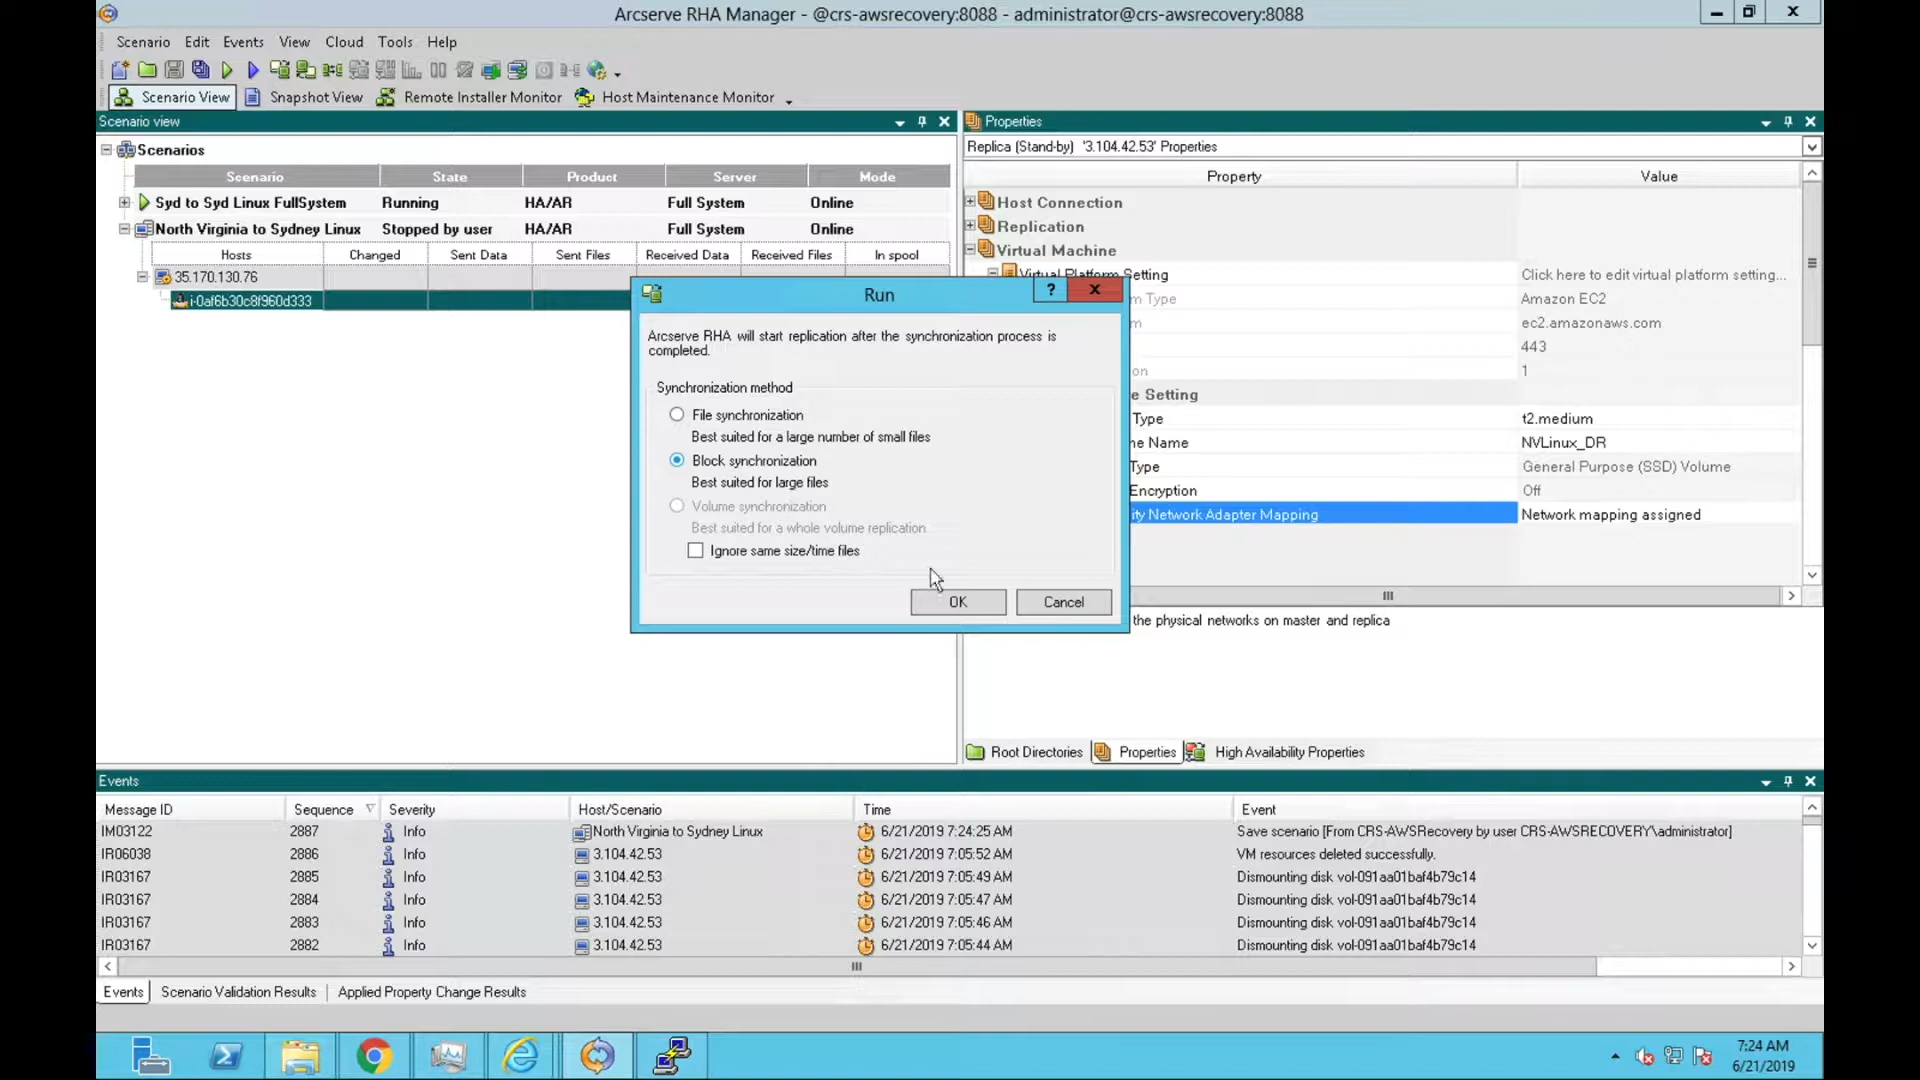 Arcserve RHA Manager - @crs-awsrecovery:8088 - administrator@crs-awsrecovery:8088
Scenario Edit Events View Cloud Tools Help
Scenario View Snapshot View Remote Installer Monitor Host Maintenance Monitor
Scenario view
Scenarios
Scenario State Product Server Mode
Syd to Syd Linux FullSystem Running HA/AR Full System Online
North Virginia to Sydney Linux Stopped by user HA/AR Full System Online
Hosts Changed Sent Data Sent Files Received Data Received Files In spool
35.170.130.76
i-0af6b30c8f960d333
Properties
Replica (Stand-by) '3.104.42.53' Properties
Property Value
Host Connection
Replication
Virtual Machine
Virtual Platform Setting Click here to edit virtual platform setting...
m Type Amazon EC2
m ec2.amazonaws.com
443
on 1
e Setting
Type t2.medium
ne Name NVLinux_DR
Type General Purpose (SSD) Volume
Encryption Off
ity Network Adapter Mapping Network mapping assigned
the physical networks on master and replica
Root Directories Properties High Availability Properties
Run
?
X
Arcserve RHA will start replication after the synchronization process is
completed.
Synchronization method
File synchronization
Best suited for a large number of small files
Block synchronization
Best suited for large files
Volume synchronization
Best suited for a whole volume replication
Ignore same size/time files
OK Cancel
Events
Message ID Sequence Severity Host/Scenario Time Event
IM03122 2887 Info North Virginia to Sydney Linux 6/21/2019 7:24:25 AM Save scenario [From CRS-AWSRecovery by user CRS-AWSRECOVERY\administrator]
IR06038 2886 Info 3.104.42.53 6/21/2019 7:05:52 AM VM resources deleted successfully.
IR03167 2885 Info 3.104.42.53 6/21/2019 7:05:49 AM Dismounting disk vol-091aa01baf4b79c14
IR03167 2884 Info 3.104.42.53 6/21/2019 7:05:47 AM Dismounting disk vol-091aa01baf4b79c14
IR03167 2883 Info 3.104.42.53 6/21/2019 7:05:46 AM Dismounting disk vol-091aa01baf4b79c14
IR03167 2882 Info 3.104.42.53 6/21/2019 7:05:44 AM Dismounting disk vol-091aa01baf4b79c14
Events Scenario Validation Results Applied Property Change Results
7:24 AM
6/21/2019